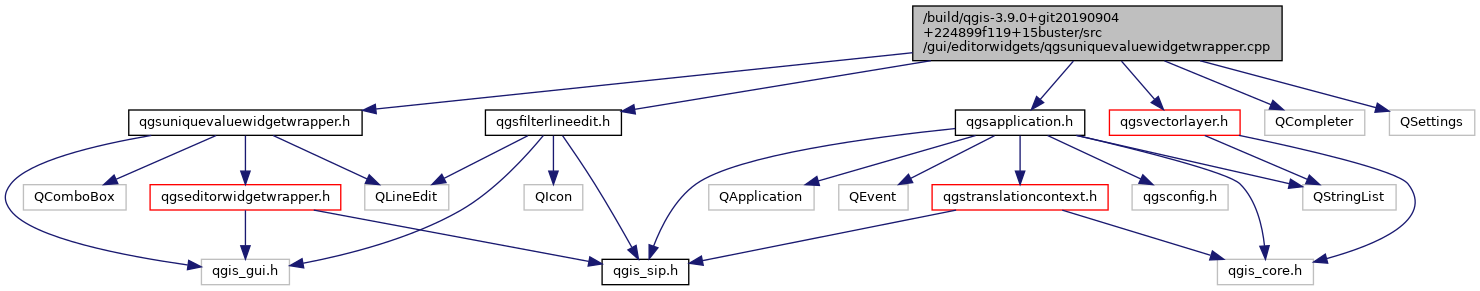 /build/qgis-3.9.0+git20190904
+224899f119+15buster/src
/gui/editorwidgets/qgsuniquevaluewidgetwrapper.cpp
qgsuniquevaluewidgetwrapper.h
qgsfilterlineedit.h
qgsapplication.h
qgsvectorlayer.h
QCompleter
QSettings
QComboBox
qgseditorwidgetwrapper.h
QLineEdit
QIcon
QApplication
QEvent
qgstranslationcontext.h
qgsconfig.h
QStringList
qgis_gui.h
qgis_sip.h
qgis_core.h